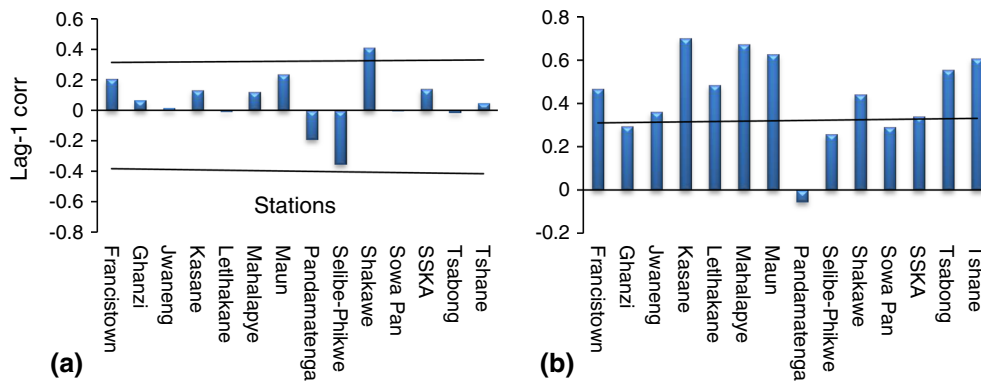 0.6
0.4
0.2
0
-0.2
-0.4
-0.6
-0.8
Lag-1 corr
Stations
Francistown
Ghanzi
Jwaneng
Kasane
Letlhakane
Mahalapye
Maun
Pandamatenga
Selibe-Phikwe
Shakawe
Sowa Pan
SSKA
Tsabong
Tshane
(a)
0.8
0.6
0.4
0.2
0
-0.2
Francistown
Ghanzi
Jwaneng
Kasane
Letlhakane
Mahalapye
Maun
Pandamatenga
Selibe-Phikwe
Shakawe
Sowa Pan
SSKA
Tsabong
Tshane
(b)